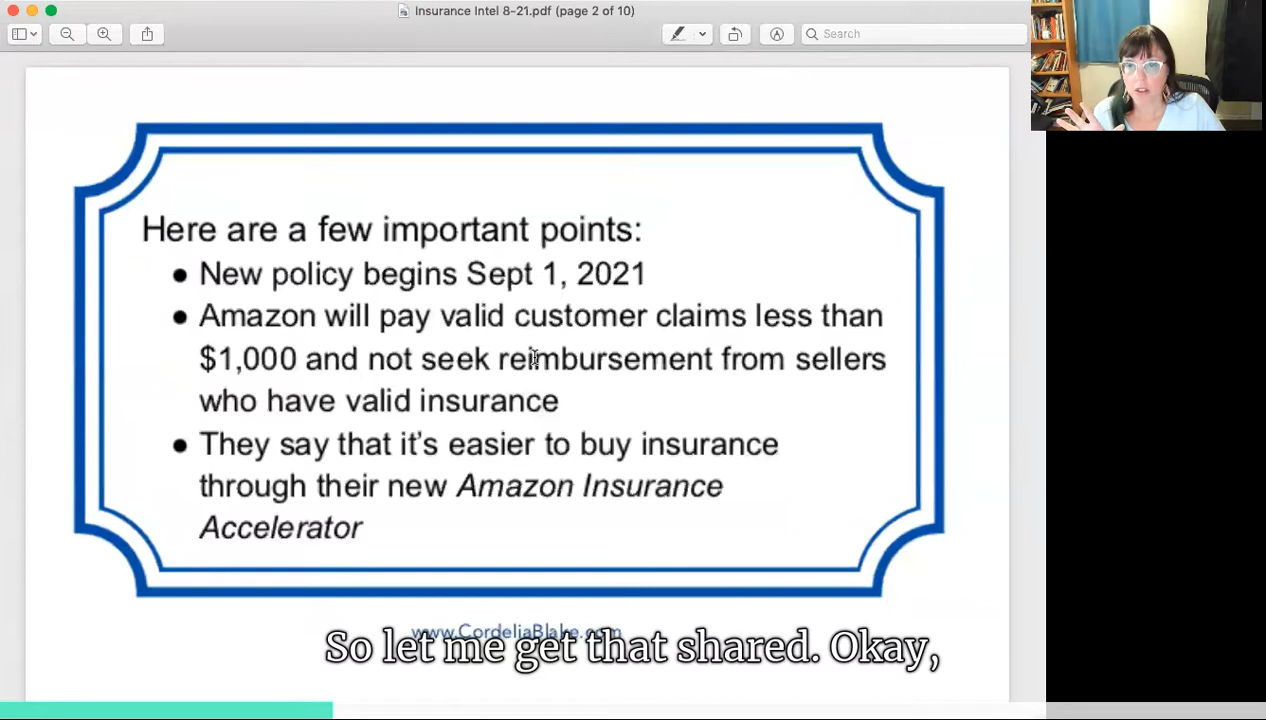 Insurance Intel 8-21.pdf (page 2 of 10)
Search
Here are a few important points:
● New policy begins Sept 1, 2021
● Amazon will pay valid customer claims less than
$1,000 and not seek reimbursement from sellers
who have valid insurance
● They say that it's easier to buy insurance
through their new Amazon Insurance
Accelerator
www.CordeliaBlake.com
So let me get that shared. Okay,